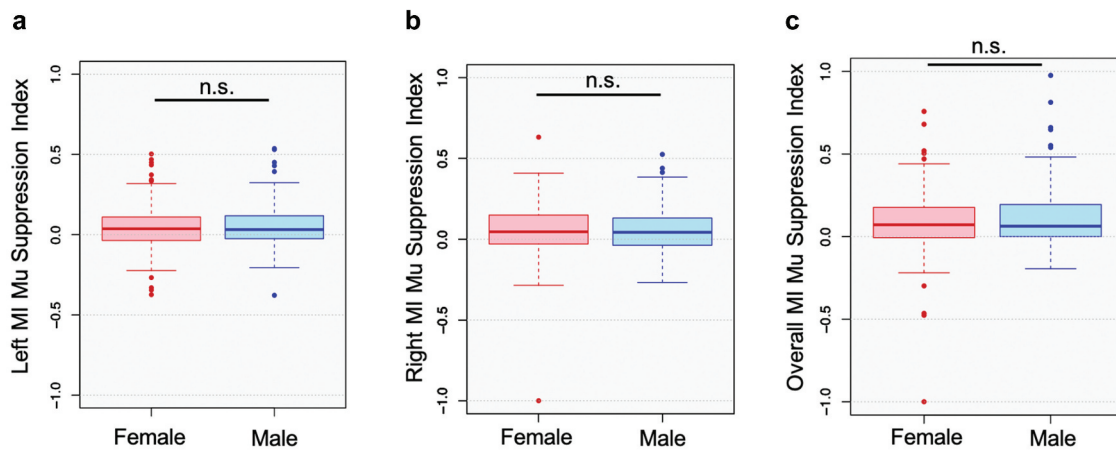 a
Left MI Mu Suppression Index
1.0
0.5
0.0
−0.5
−1.0
n.s.
Female Male
b
Right MI Mu Suppression Index
1.0
0.5
0.0
−0.5
−1.0
n.s.
Female Male
c
Overall MI Mu Suppression Index
1.0
0.5
0.0
−0.5
−1.0
n.s.
Female Male